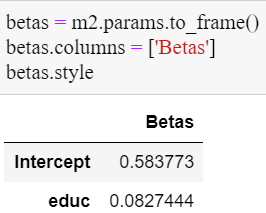 betas = m2.params.to_frame()
betas.columns = ['Betas']
betas.style
Betas
Intercept 0.583773
educ 0.0827444